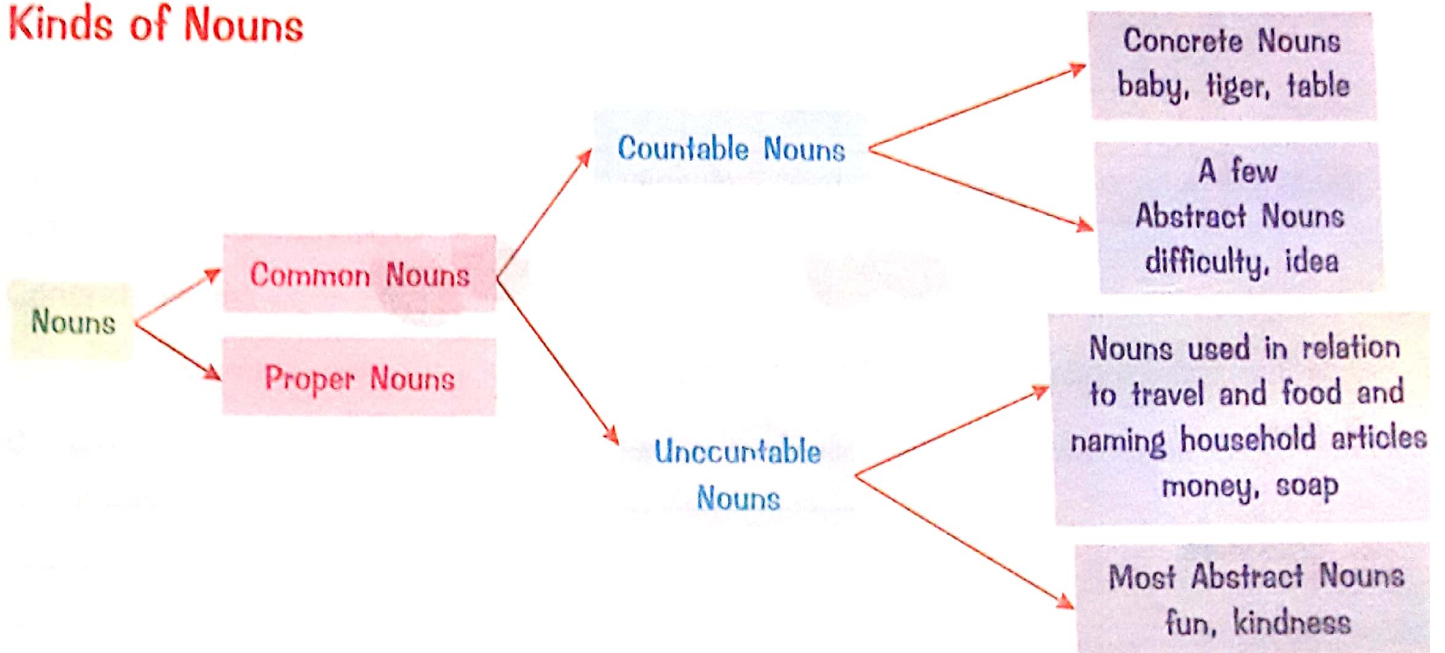 Kinds of Nouns
Nouns
Common Nouns
Proper Nouns
Countable Nouns
Uncountable
Nouns
Concrete Nouns
baby, tiger, table
A few
Abstract Nouns
difficulty, idea
Nouns used in relation
to travel and food and
naming household articles
money, soap
Most Abstract Nouns
fun, kindness